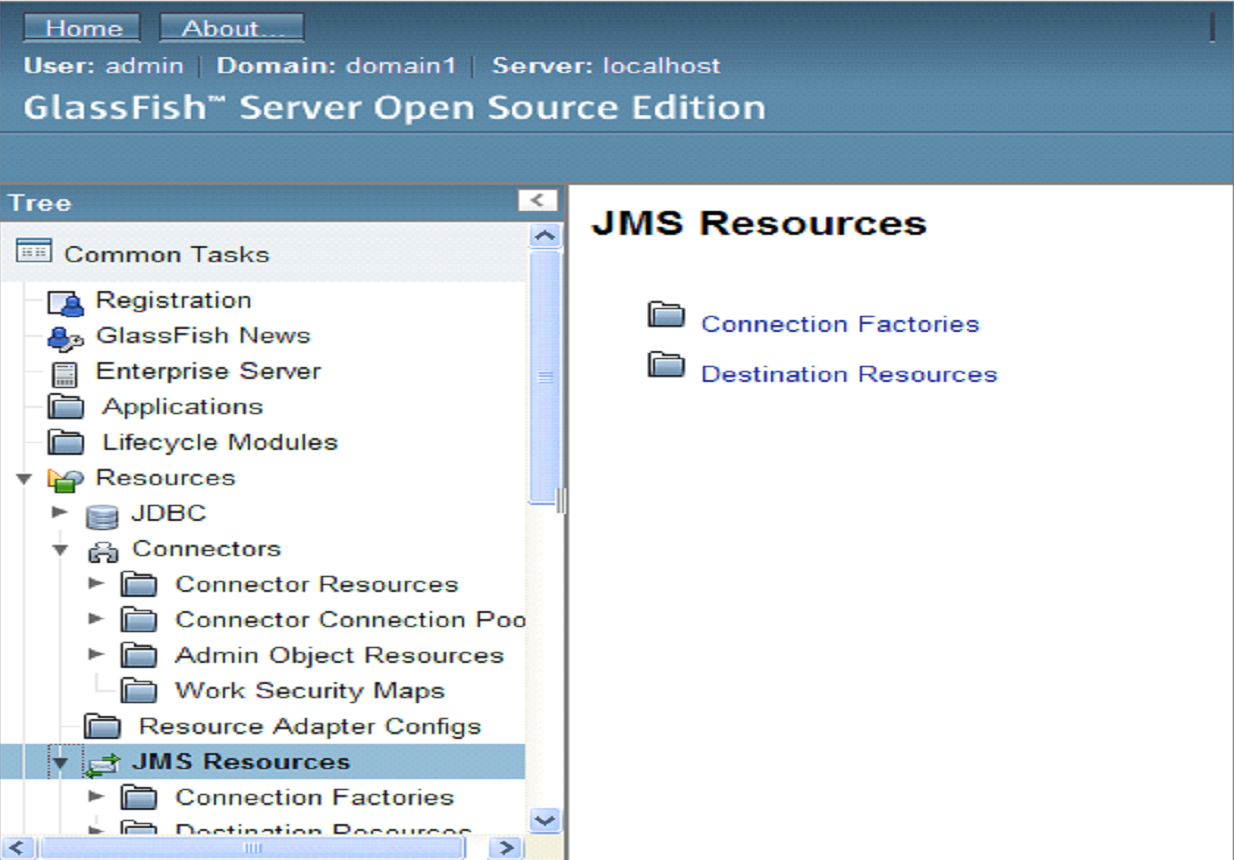 Home About...
User: admin | Domain: domain1 | Server: localhost
GlassFish™ Server Open Source Edition
Tree
Common Tasks
Registration
GlassFish News
Enterprise Server
Applications
Lifecycle Modules
Resources
JDBC
Connectors
Connector Resources
Connector Connection Poo
Admin Object Resources
Work Security Maps
Resource Adapter Configs
JMS Resources
Connection Factories
Destination Resources
JMS Resources
Connection Factories
Destination Resources